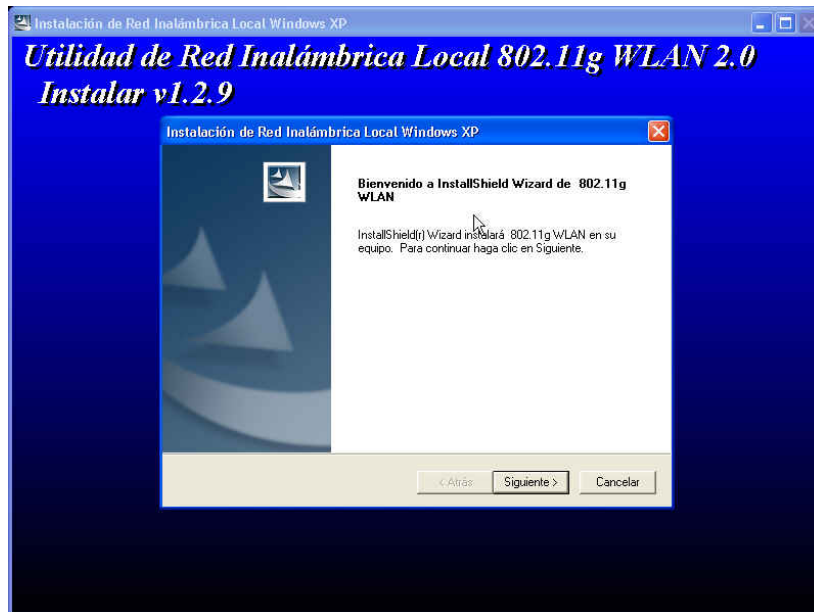 Instalación de Red Inalámbrica Local Windows XP
Utilidad de Red Inalámbrica Local 802.11g WLAN 2.0
Instalar v1.2.9
Instalación de Red Inalámbrica Local Windows XP
Bienvenido a InstallShield Wizard de 802.11g
WLAN
InstallShield(r) Wizard instalará 802.11g WLAN en su
equipo. Para continuar haga clic en Siguiente.
< Atrás Siguiente > Cancelar